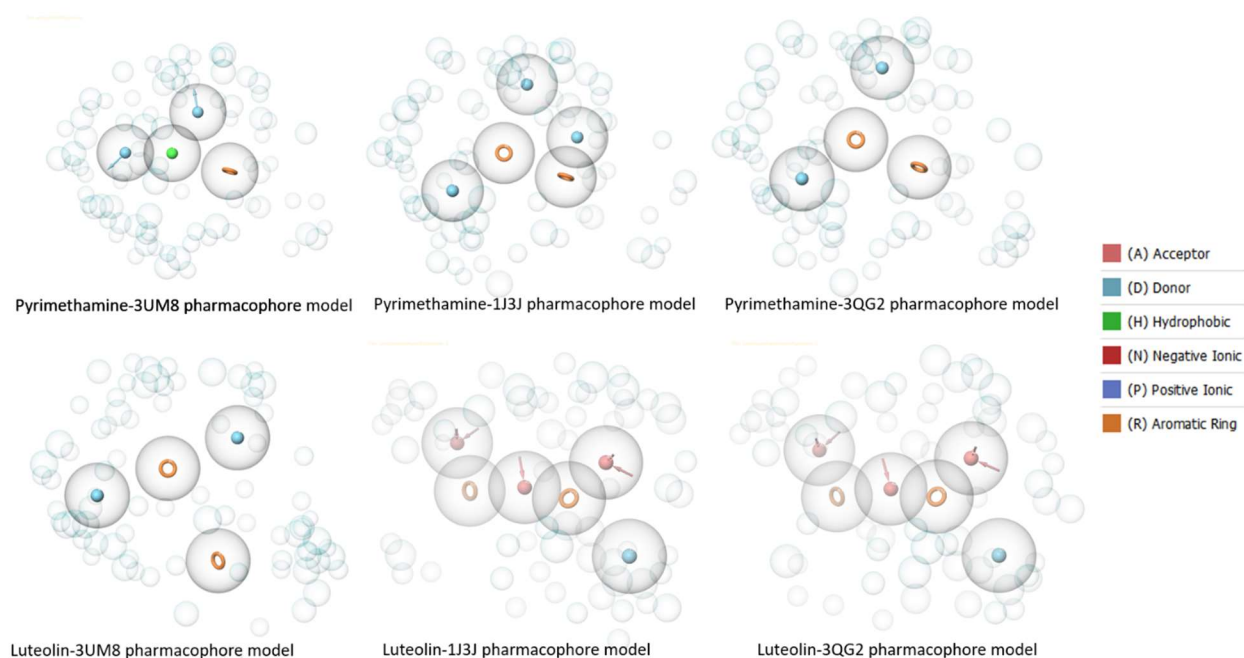 Pyrimethamine-3UM8 pharmacophore model
Pyrimethamine-1J3J pharmacophore model
Pyrimethamine-3QG2 pharmacophore model
(A) Acceptor
(D) Donor
(H) Hydrophobic
(N) Negative Ionic
(P) Positive Ionic
(R) Aromatic Ring
Luteolin-3UM8 pharmacophore model
Luteolin-1J3J pharmacophore model
Luteolin-3QG2 pharmacophore model